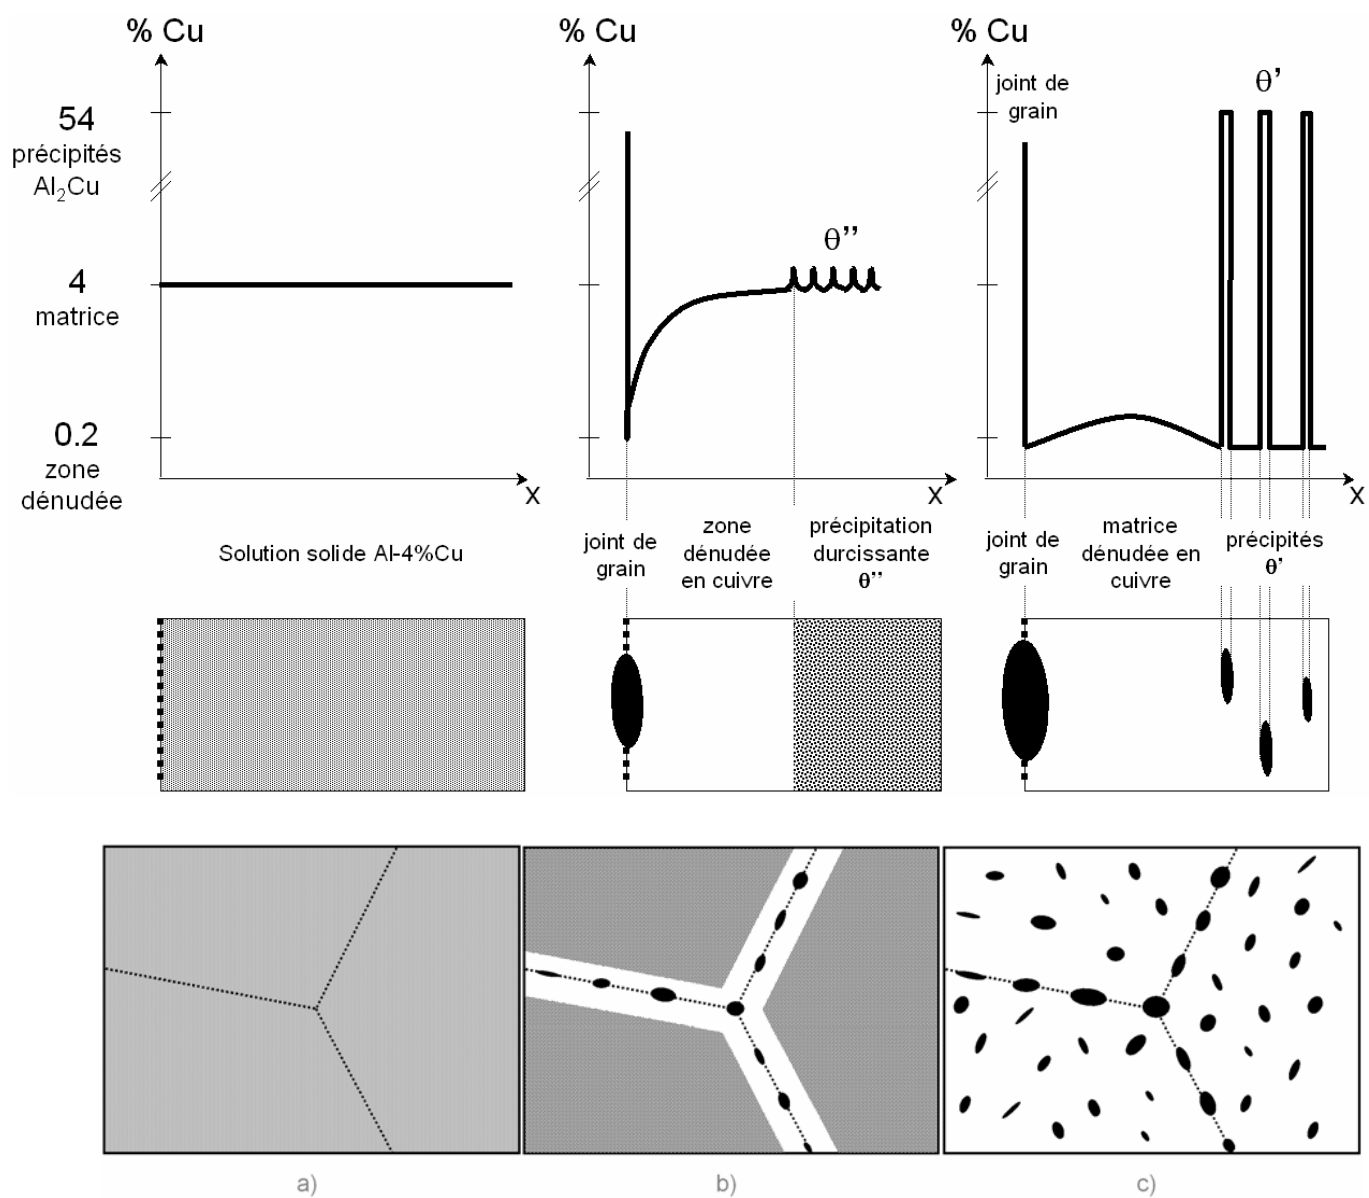 % Cu
54
précipités
Al₂Cu
4
matrice
0.2
zone
dénudée
X
Solution solide Al-4%Cu
% Cu
θ’’
X
joint de
grain
zone
dénudée
en cuivre
précipitation
durcissante
θ’’
% Cu
joint de
grain
θ’
X
joint de
grain
matrice
dénudée en
cuivre
précipités
θ’
a)
b)
c)